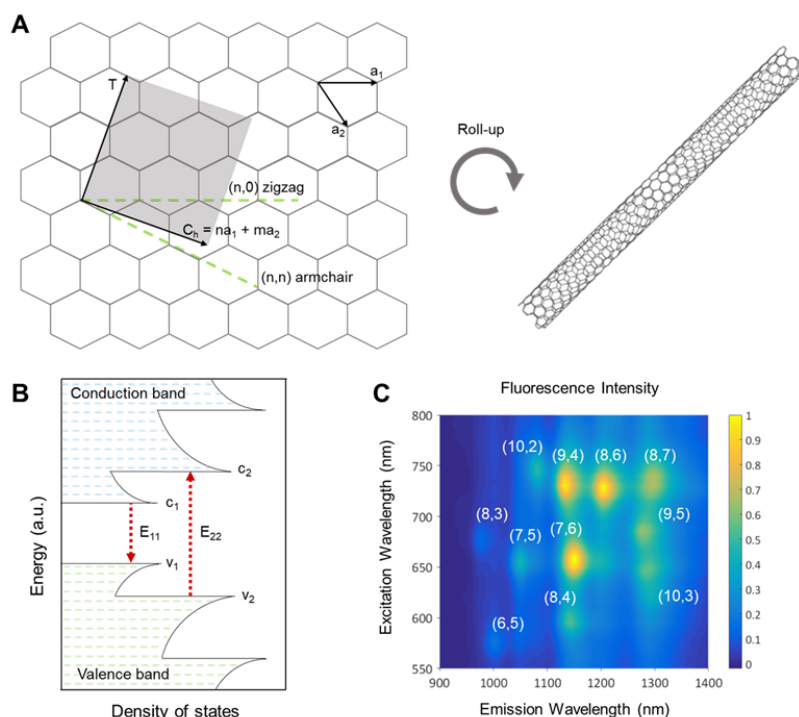 A
T
a₁
a₂
(n,0) zigzag
Cₕ = na₁ + ma₂
(n,n) armchair
Roll-up
B
Conduction band
c₂
c₁
E₁₁
E₂₂
v₁
v₂
Valence band
Energy (a.u.)
Density of states
C
Fluorescence Intensity
Excitation Wavelength (nm)
800
750
700
650
600
550
(10,2)
(9,4)
(8,6)
(8,7)
(8,3)
(7,5)
(7,6)
(9,5)
(8,4)
(10,3)
(6,5)
900
1000
1100
1200
1300
1400
Emission Wavelength (nm)
1
0.9
0.8
0.7
0.6
0.5
0.4
0.3
0.2
0.1
0